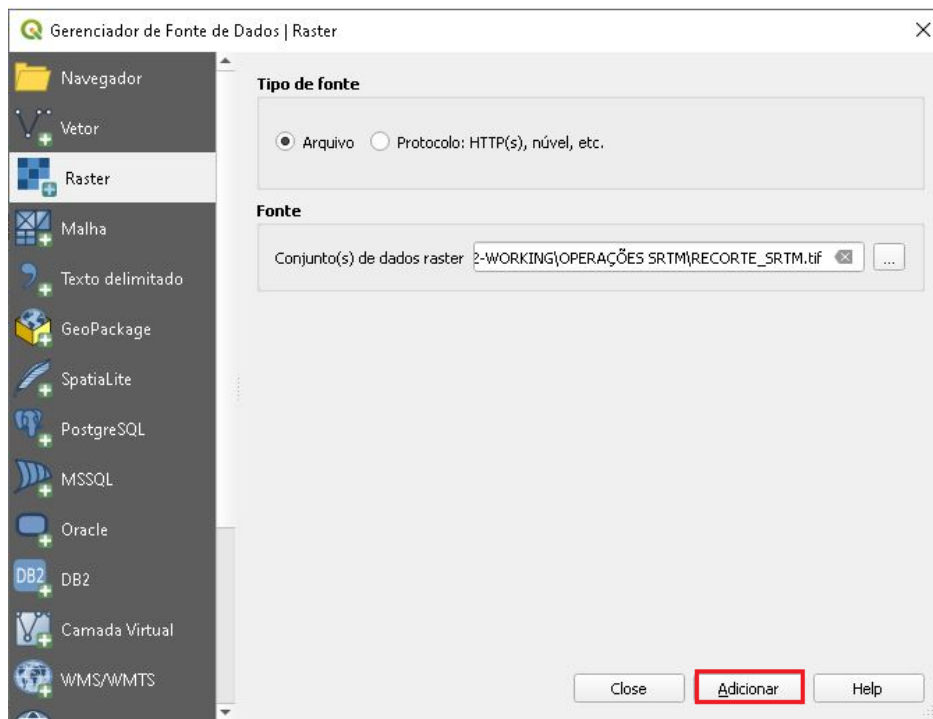 Gerenciador de Fonte de Dados | Raster
Navegador
Vetor
Raster
Malha
Texto delimitado
GeoPackage
SpatiaLite
PostgreSQL
MSSQL
Oracle
DB2
DB2
Camada Virtual
WMS/WMTS
Tipo de fonte
Arquivo
Protocolo: HTTP(s), núvel, etc.
Fonte
Conjunto(s) de dados raster 2-WORKING\OPERAÇÕES SRTM\RECORTE_SRTM.tif ...
Close
Adicionar
Help